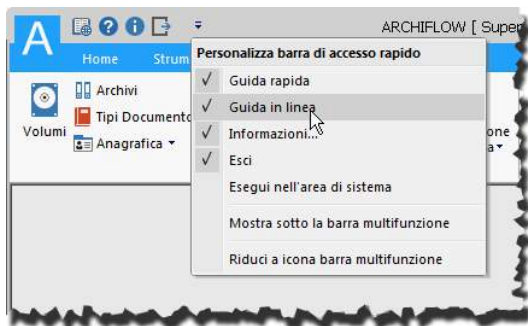 A
ARCHIFLOW [ Super
Home Strum
Personalizza barra di accesso rapido
Guida rapida
Guida in linea
Informazioni...
Esci
Esegui nell'area di sistema
Mostra sotto la barra multifunzione
Riduci a icona barra multifunzione
Volumi
Archivi
Tipi Documento
Anagrafica
one
a